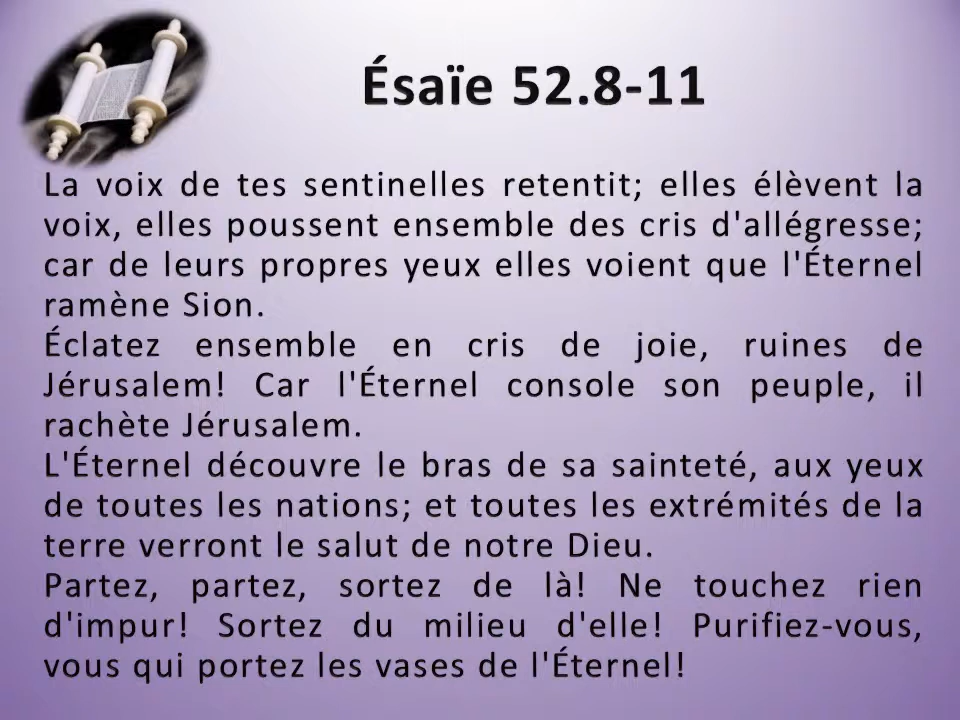 Ésaïe 52.8-11
La voix de tes sentinelles retentit; elles élèvent la
voix, elles poussent ensemble des cris d'allégresse;
car de leurs propres yeux elles voient que l'Éternel
ramène Sion.
Éclatez ensemble en cris de joie, ruines de
Jérusalem! Car l'Éternel console son peuple, il
rachète Jérusalem.
L'Éternel découvre le bras de sa sainteté, aux yeux
de toutes les nations; et toutes les extrémités de la
terre verront le salut de notre Dieu.
Partez, partez, sortez de là! Ne touchez rien
d'impur! Sortez du milieu d'elle! Purifiez-vous,
vous qui portez les vases de l'Éternel!